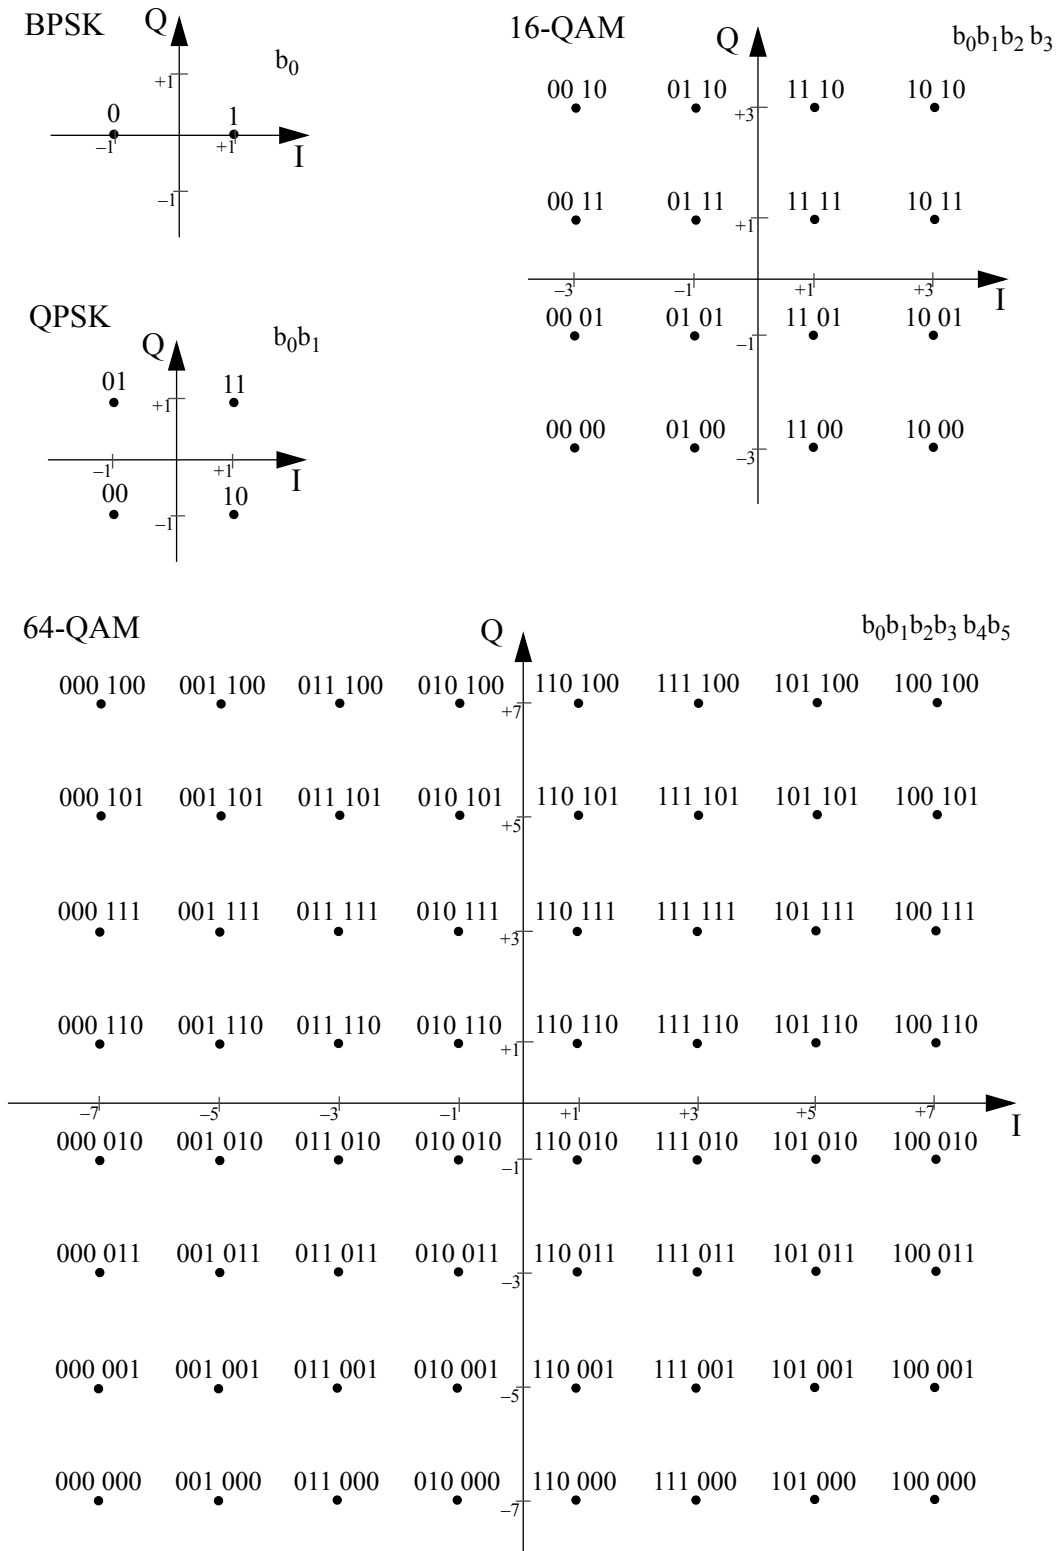 BPSK
Q
b0
+1
0 1
–1 +1
I
–1
QPSK
b0b1
Q
01 11
+1
–1 +1
I
00 10
–1
16-QAM
b0b1b2 b3
Q
00 10 01 10 11 10 10 10
+3
00 11 01 11 11 11 10 11
+1
–3 –1 +1 +3
I
00 01 01 01 11 01 10 01
–1
00 00 01 00 11 00 10 00
–3
64-QAM
Q
b0b1b2b3 b4b5
000 100 001 100 011 100 010 100 110 100 111 100 101 100 100 100
+7
000 101 001 101 011 101 010 101 110 101 111 101 101 101 100 101
+5
000 111 001 111 011 111 010 111 110 111 111 111 101 111 100 111
+3
000 110 001 110 011 110 010 110 110 110 111 110 101 110 100 110
+1
–7 –5 –3 –1 +1 +3 +5 +7
I
000 010 001 010 011 010 010 010 110 010 111 010 101 010 100 010
–1
000 011 001 011 011 011 010 011 110 011 111 011 101 011 100 011
–3
000 001 001 001 011 001 010 001 110 001 111 001 101 001 100 001
–5
000 000 001 000 011 000 010 000 110 000 111 000 101 000 100 000
–7